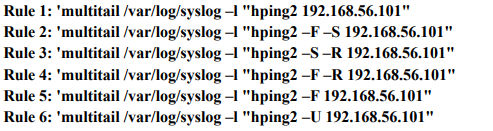 Rule 1: 'multitail /var/log/syslog –l "hping2 192.168.56.101"
Rule 2: 'multitail /var/log/syslog –l "hping2 –F –S 192.168.56.101"
Rule 3: 'multitail /var/log/syslog –l "hping2 –S –R 192.168.56.101"
Rule 4: 'multitail /var/log/syslog –l "hping2 –F –R 192.168.56.101"
Rule 5: 'multitail /var/log/syslog –l "hping2 –F 192.168.56.101"
Rule 6: 'multitail /var/log/syslog –l "hping2 –U 192.168.56.101"